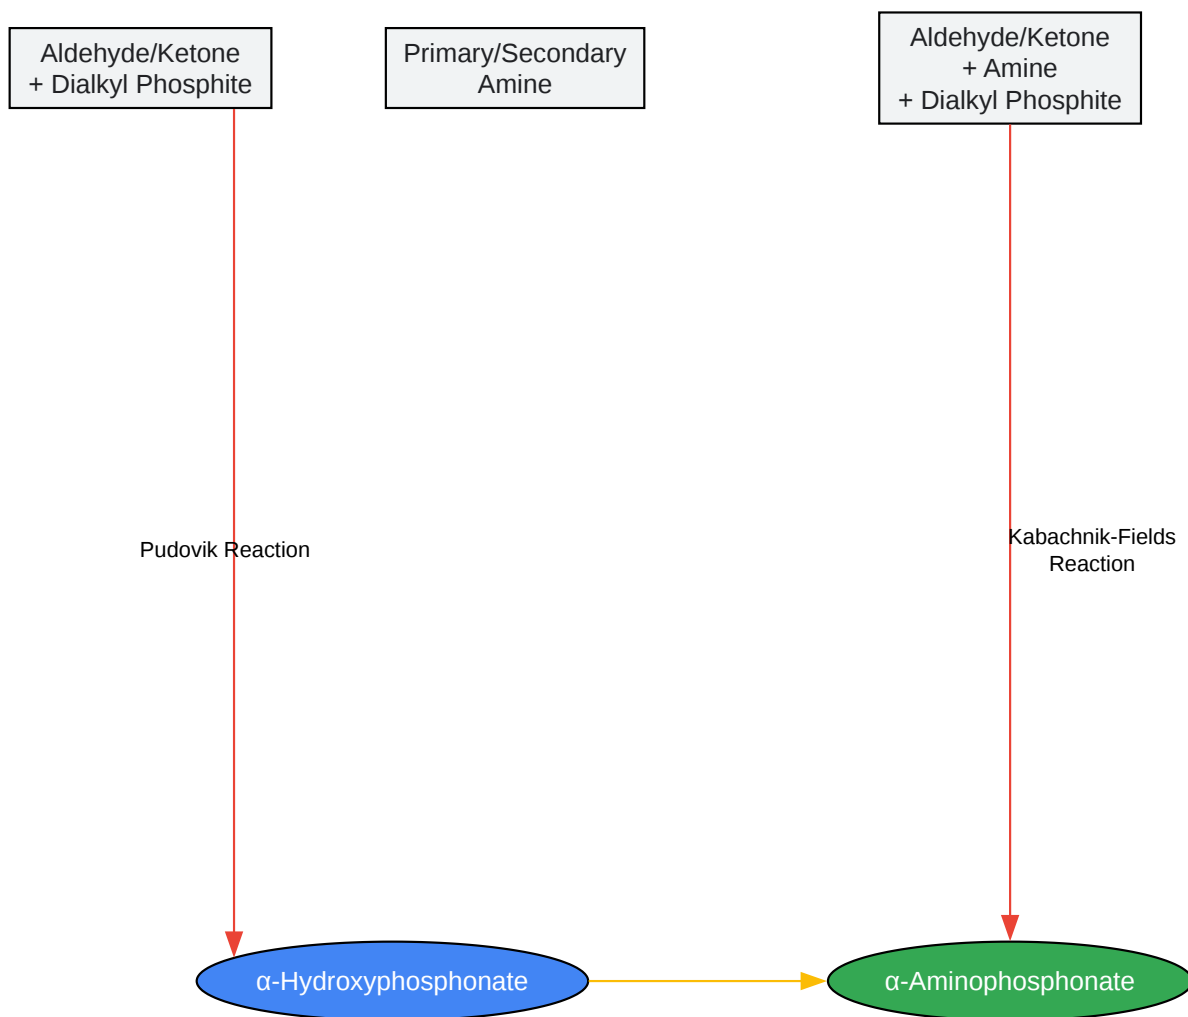 Aldehyde/Ketone
+ Dialkyl Phosphite
Primary/Secondary
Amine
Aldehyde/Ketone
+ Amine
+ Dialkyl Phosphite
Pudovik Reaction
Kabachnik-Fields
Reaction
α-Hydroxyphosphonate
α-Aminophosphonate